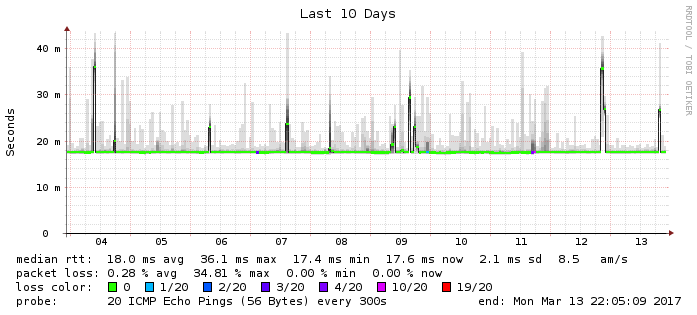 Last 10 Days
RRDTOOL / TOBI OETIKER
Seconds
40 m
30 m
20 m
10 m
0
04 05 06 07 08 09 10 11 12 13
median rtt: 18.0 ms avg 36.1 ms max 17.4 ms min 17.6 ms now 2.1 ms sd 8.5 am/s
packet loss: 0.28 % avg 34.81 % max 0.00 % min 0.00 % now
loss color: 0 1/20 2/20 3/20 4/20 10/20 19/20
probe: 20 ICMP Echo Pings (56 Bytes) every 300s end: Mon Mar 13 22:05:09 2017